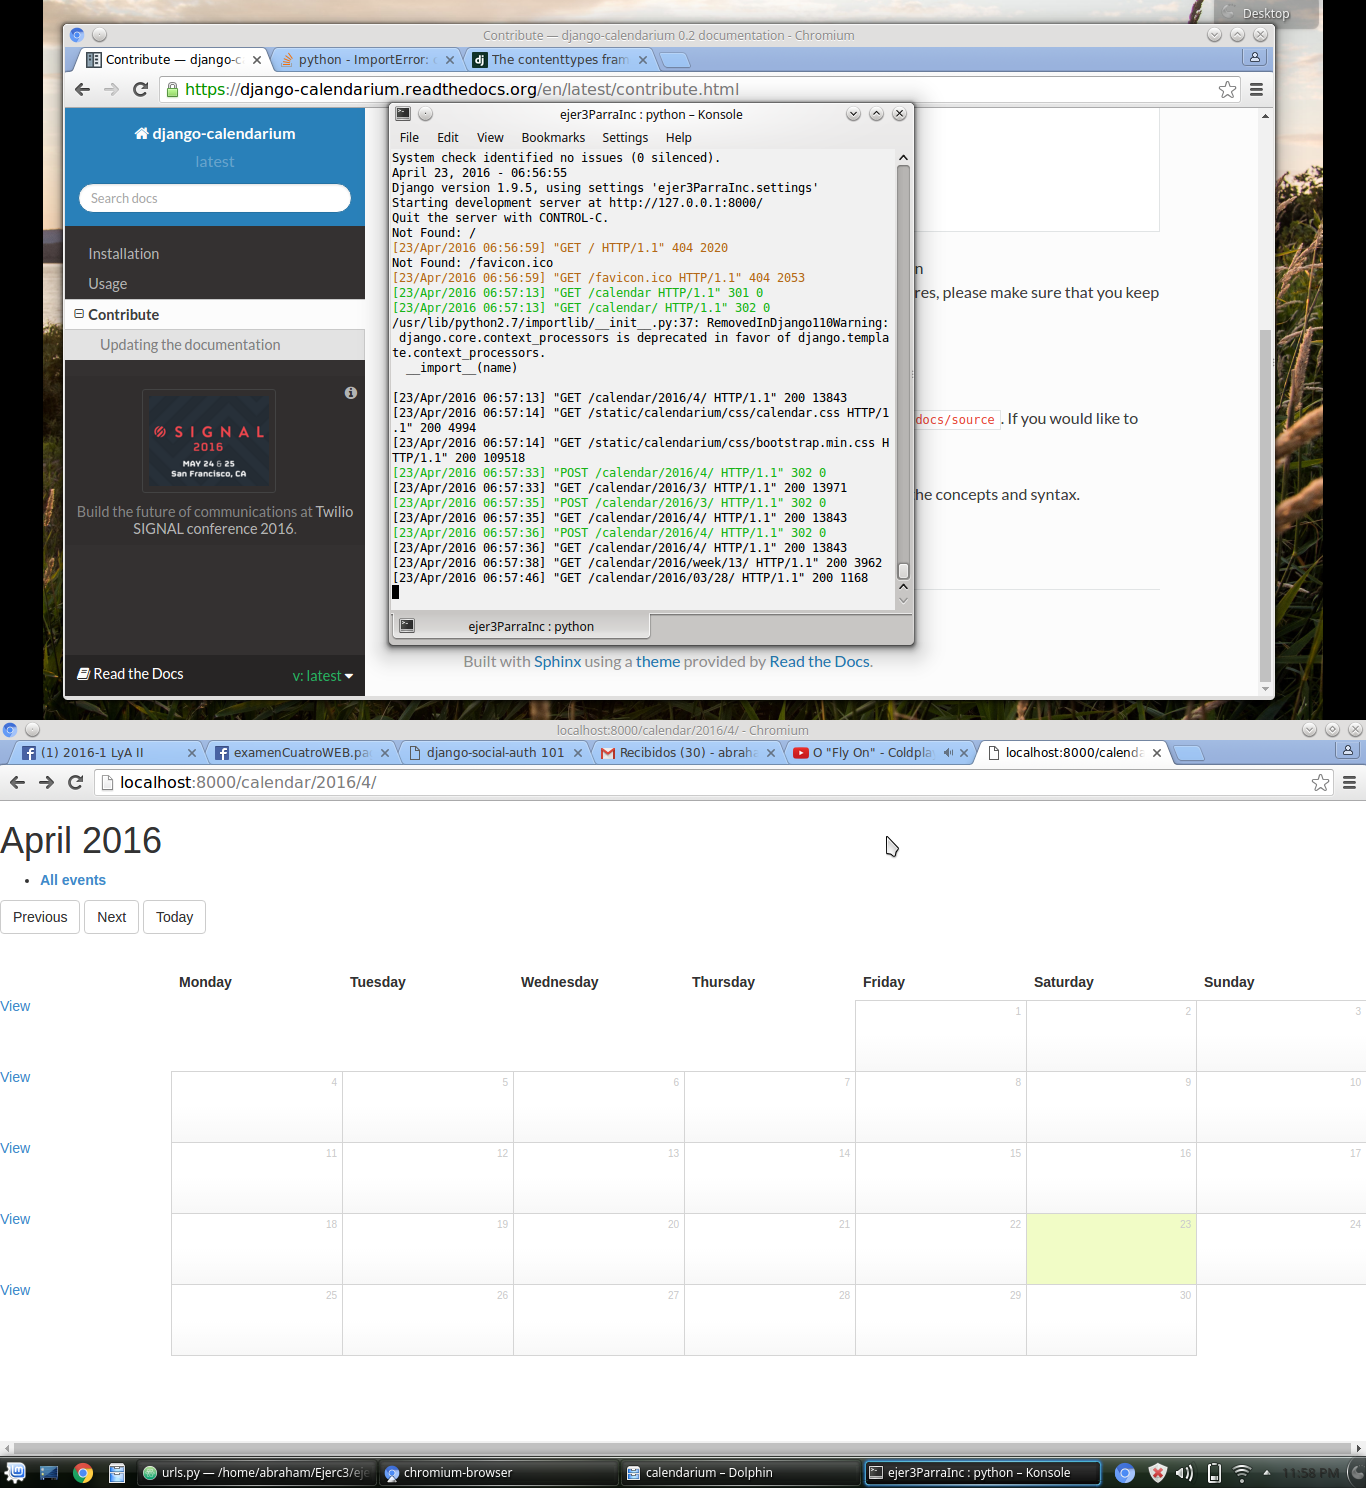 Desktop
Contribute — django-calendarium 0.2 documentation - Chromium
Contribute — django-c
python - ImportError:
The contenttypes fram
https://django-calendarium.readthedocs.org/en/latest/contribute.html
django-calendarium
latest
Search docs
Installation
Usage
Contribute
Updating the documentation
SIGNAL
2016
MAY 24 & 25
San Francisco, CA
Build the future of communications at Twilio
SIGNAL conference 2016.
Read the Docs
v: latest
ejer3ParraInc : python – Konsole
File Edit View Bookmarks Settings Help
System check identified no issues (0 silenced).
April 23, 2016 - 06:56:55
Django version 1.9.5, using settings 'ejer3ParraInc.settings'
Starting development server at http://127.0.0.1:8000/
Quit the server with CONTROL-C.
Not Found: /
[23/Apr/2016 06:56:59] "GET / HTTP/1.1" 404 2020
Not Found: /favicon.ico
[23/Apr/2016 06:56:59] "GET /favicon.ico HTTP/1.1" 404 2053
[23/Apr/2016 06:57:13] "GET /calendar HTTP/1.1" 301 0
[23/Apr/2016 06:57:13] "GET /calendar/ HTTP/1.1" 302 0
/usr/lib/python2.7/importlib/__init__.py:37: RemovedInDjango110Warning:
django.core.context_processors is deprecated in favor of django.templa
te.context_processors.
__import__(name)
[23/Apr/2016 06:57:13] "GET /calendar/2016/4/ HTTP/1.1" 200 13843
[23/Apr/2016 06:57:14] "GET /static/calendarium/css/calendar.css HTTP/1
.1" 200 4994
[23/Apr/2016 06:57:14] "GET /static/calendarium/css/bootstrap.min.css H
TTP/1.1" 200 109518
[23/Apr/2016 06:57:33] "POST /calendar/2016/4/ HTTP/1.1" 302 0
[23/Apr/2016 06:57:33] "GET /calendar/2016/3/ HTTP/1.1" 200 13971
[23/Apr/2016 06:57:35] "POST /calendar/2016/3/ HTTP/1.1" 302 0
[23/Apr/2016 06:57:35] "GET /calendar/2016/4/ HTTP/1.1" 200 13843
[23/Apr/2016 06:57:36] "POST /calendar/2016/4/ HTTP/1.1" 302 0
[23/Apr/2016 06:57:36] "GET /calendar/2016/4/ HTTP/1.1" 200 13843
[23/Apr/2016 06:57:38] "GET /calendar/2016/week/13/ HTTP/1.1" 200 3962
[23/Apr/2016 06:57:46] "GET /calendar/2016/03/28/ HTTP/1.1" 200 1168
ejer3ParraInc : python
n
res, please make sure that you keep
docs/source . If you would like to
he concepts and syntax.
Built with Sphinx using a theme provided by Read the Docs.
localhost:8000/calendar/2016/4/ - Chromium
(1) 2016-1 LyA II
examenCuatroWEB.pa
django-social-auth 101
Recibidos (30) - abrah
O "Fly On" - Coldpla
localhost:8000/calenda
localhost:8000/calendar/2016/4/
April 2016
• All events
Previous Next Today
Monday Tuesday Wednesday Thursday Friday Saturday Sunday
View 1 2 3
View 4 5 6 7 8 9 10
View 11 12 13 14 15 16 17
View 18 19 20 21 22 23 24
View 25 26 27 28 29 30
urls.py — /home/abraham/Ejerc3/eje
chromium-browser
calendarium – Dolphin
ejer3ParraInc : python – Konsole
11:58 PM